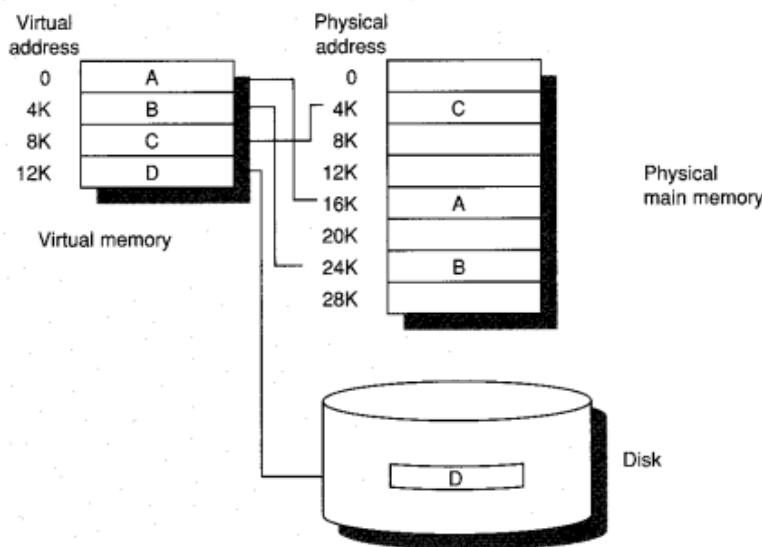 Virtual
address
0
A
4K
B
8K
C
12K
D
Virtual memory
Physical
address
0
4K
C
8K
12K
16K
A
20K
24K
B
28K
Physical
main memory
D
Disk